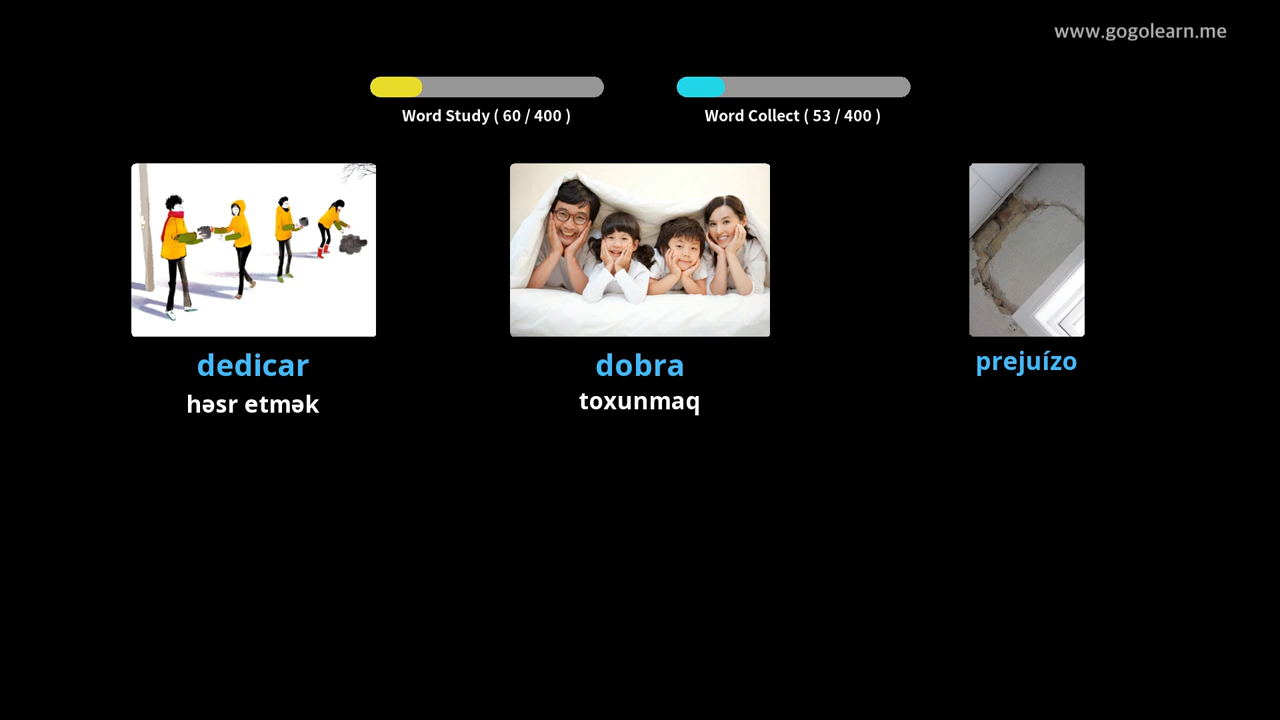 www.gogolearn.me
Word Study ( 60 / 400 )
Word Collect ( 53 / 400 )
dedicar
həsr etmək
dobra
toxunmaq
prejuízo